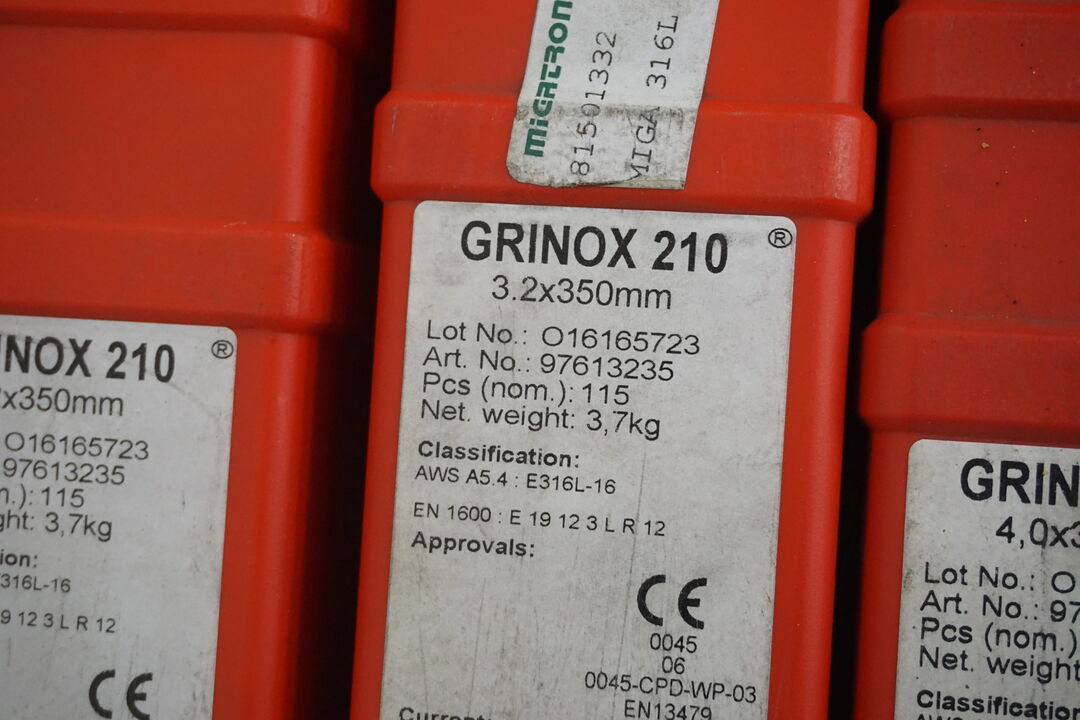 MIGATRON
81501332
MIGA 316L
GRINOX 210 ®
3.2x350mm
Lot No.: O16165723
Art. No.: 97613235
Pcs (nom.): 115
Net. weight: 3,7kg
Classification:
AWS A5.4 : E316L-16
EN 1600 : E 19 12 3 L R 12
Approvals:
CE
0045
06
0045-CPD-WP-03
EN13479
INOX 210 ®
x350mm
O16165723
97613235
m.): 115
ght: 3,7kg
ion:
316L-16
9 12 3 L R 12
CE
GRIN
4,0x3
Lot No.: O
Art. No.: 97
Pcs (nom.)
Net. weight
Classification